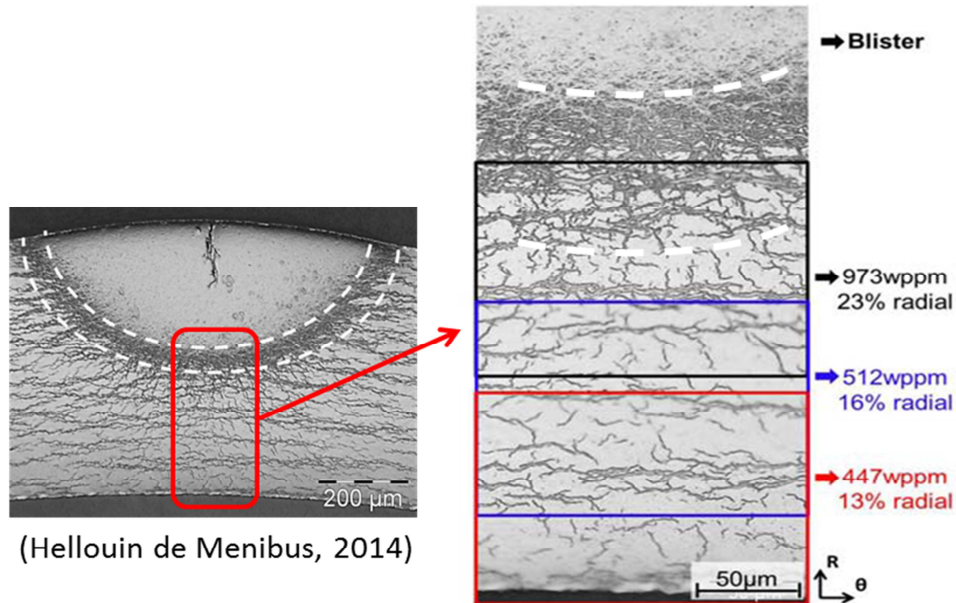 200 µm
(Hellouin de Menibus, 2014)
➡Blister
➡973wppm
23% radial
➡512wppm
16% radial
➡447wppm
13% radial
50µm
R
θ